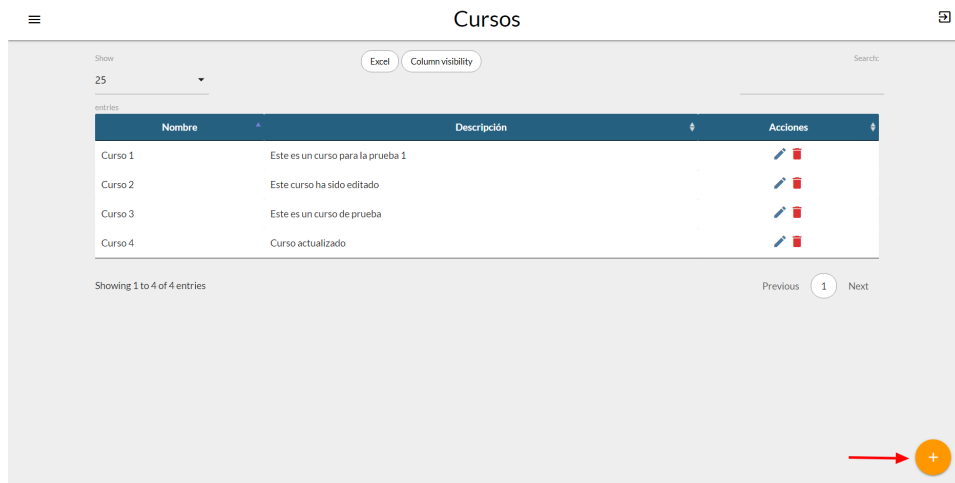 Cursos
Show
25
entries
Excel
Column visibility
Search:
Nombre Descripción Acciones
Curso 1 Este es un curso para la prueba 1
Curso 2 Este curso ha sido editado
Curso 3 Este es un curso de prueba
Curso 4 Curso actualizado
Showing 1 to 4 of 4 entries
Previous 1 Next
+